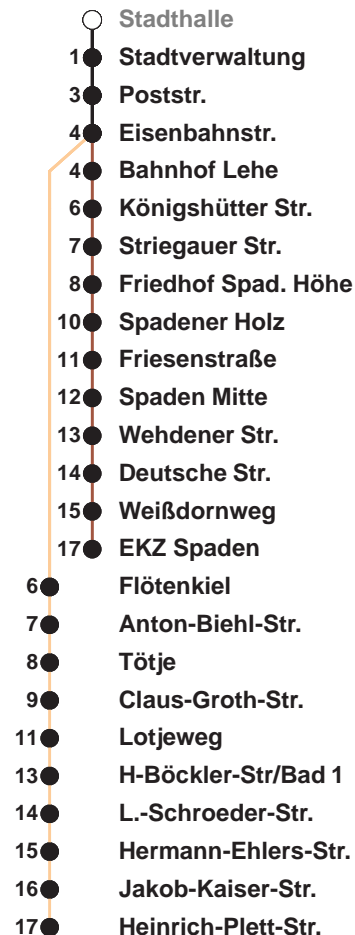 Stadthalle
1 Stadtverwaltung
3 Poststr.
4 Eisenbahnstr.
4 Bahnhof Lehe
6 Königshütter Str.
7 Striegauer Str.
8 Friedhof Spad. Höhe
10 Spadener Holz
11 Friesenstraße
12 Spaden Mitte
13 Wehdener Str.
14 Deutsche Str.
15 Weißdornweg
17 EKZ Spaden
6 Flötenkiel
7 Anton-Biehl-Str.
8 Tötje
9 Claus-Groth-Str.
11 Lotjeweg
13 H-Böckler-Str/Bad 1
14 L.-Schroeder-Str.
15 Hermann-Ehlers-Str.
16 Jakob-Kaiser-Str.
17 Heinrich-Plett-Str.